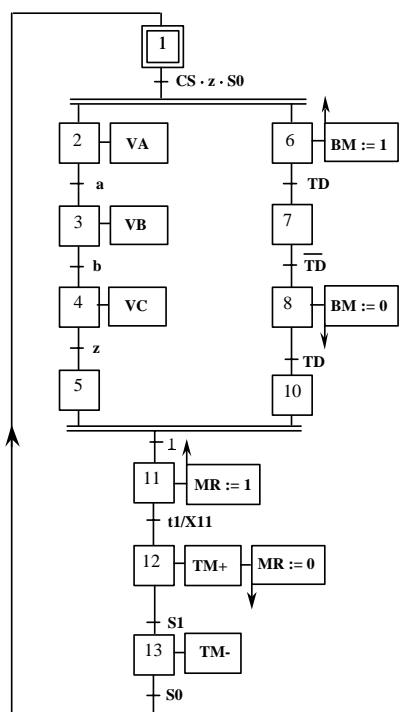 1
CS · z · S0
2 VA 6 BM := 1
a TD
3 VB 7
b T̅D̅
4 VC 8 BM := 0
z TD
5 10
1
11 MR := 1
t1/X11
12 TM+ MR := 0
S1
13 TM-
S0